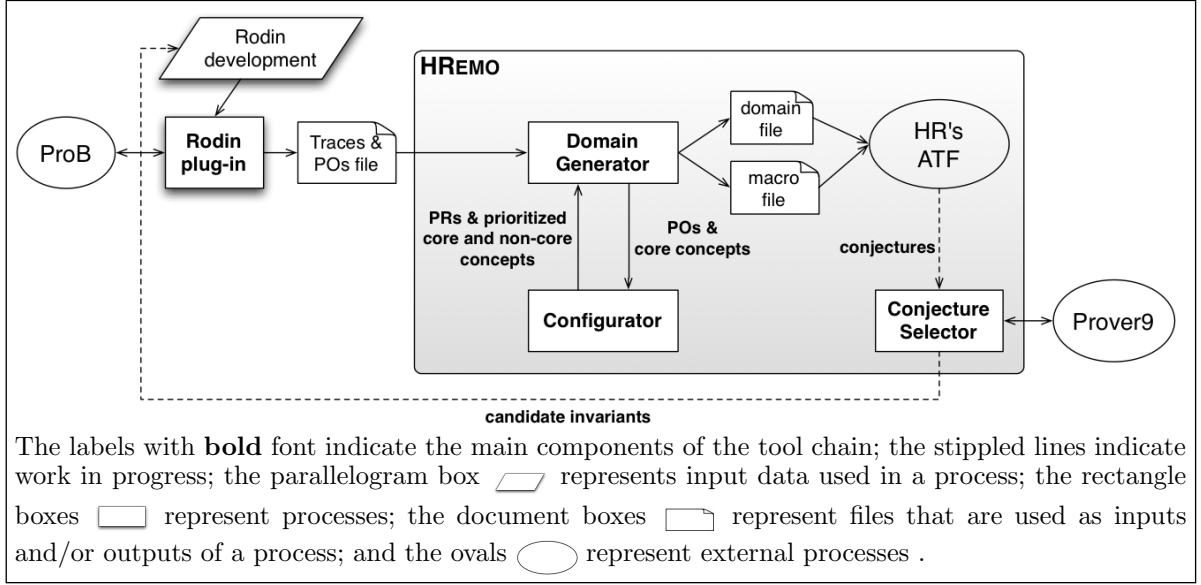 Rodin
development
HREMO
ProB
Rodin
plug-in
Traces &
POs file
Domain
Generator
domain
file
macro
file
HR's
ATF
PRs & prioritized
core and non-core
concepts
POs &
core concepts
conjectures
Configurator
Conjecture
Selector
Prover9
candidate invariants
The labels with bold font indicate the main components of the tool chain; the stippled lines indicate
work in progress; the parallelogram box represents input data used in a process; the rectangle
boxes represent processes; the document boxes represent files that are used as inputs
and/or outputs of a process; and the ovals represent external processes .